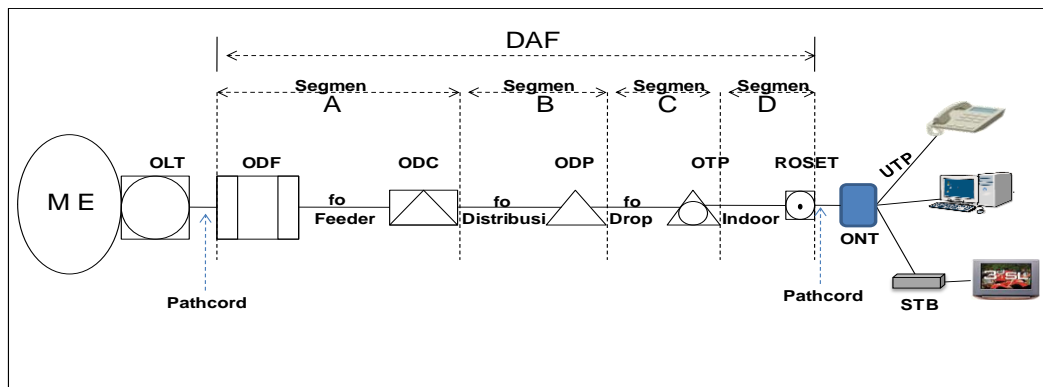 DAF
Segmen
A
Segmen
B
Segmen
C
Segmen
D
M E
OLT
ODF
ODC
ODP
OTP
ROSET
fo
Feeder
fo
Distribusi
fo
Drop
Indoor
Pathcord
Pathcord
ONT
UTP
STB